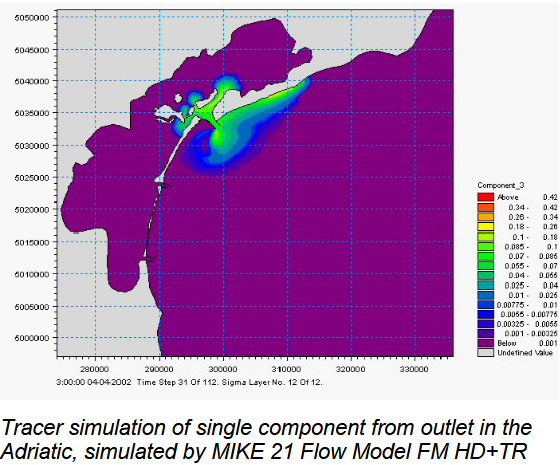 5050000
5045000
5040000
5035000
5030000
5025000
5020000
5015000
5010000
5005000
5000000
280000 290000 300000 310000 320000 330000
3:00:00 04-04-2002 Time Step 31 Of 112. Sigma Layer No. 12 Of 12.
Component_3
Above 0.42
0.34 - 0.42
0.26 - 0.34
0.18 - 0.26
0.1 - 0.18
0.085 - 0.1
0.07 - 0.085
0.055 - 0.07
0.04 - 0.055
0.025 - 0.04
0.01 - 0.025
0.00775 - 0.01
0.0055 - 0.00775
0.00325 - 0.0055
0.001 - 0.00325
Below 0.001
Undefined Value
Tracer simulation of single component from outlet in the
Adriatic, simulated by MIKE 21 Flow Model FM HD+TR